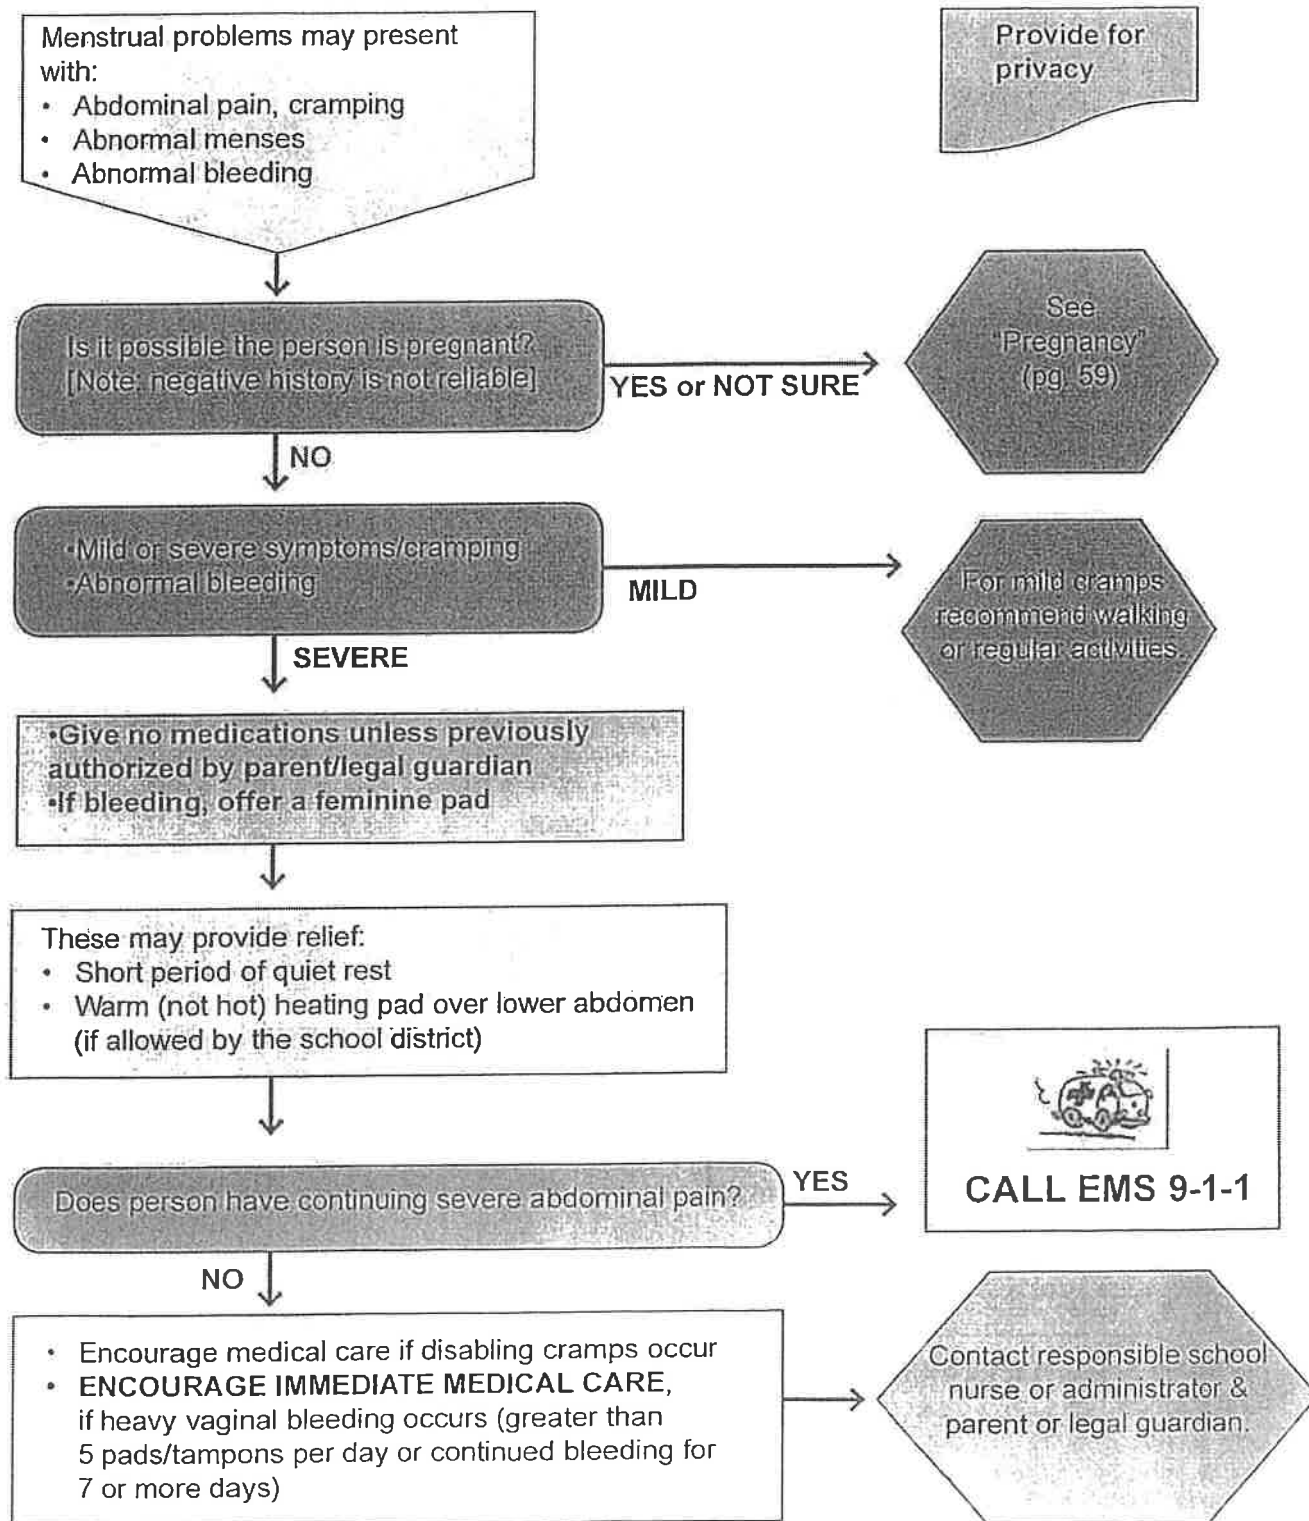 Menstrual problems may present
with:
• Abdominal pain, cramping
• Abnormal menses
• Abnormal bleeding
Provide for
privacy
Is it possible the person is pregnant?
[Note: negative history is not reliable]
YES or NOT SURE
See
"Pregnancy"
(pg. 59)
NO
•Mild or severe symptoms/cramping
•Abnormal bleeding
MILD
For mild cramps
recommend walking
or regular activities.
SEVERE
•Give no medications unless previously
authorized by parent/legal guardian
•If bleeding, offer a feminine pad
These may provide relief:
• Short period of quiet rest
• Warm (not hot) heating pad over lower abdomen
(if allowed by the school district)
Does person have continuing severe abdominal pain?
YES
CALL EMS 9-1-1
NO
• Encourage medical care if disabling cramps occur
• ENCOURAGE IMMEDIATE MEDICAL CARE,
if heavy vaginal bleeding occurs (greater than
5 pads/tampons per day or continued bleeding for
7 or more days)
Contact responsible school
nurse or administrator &
parent or legal guardian.